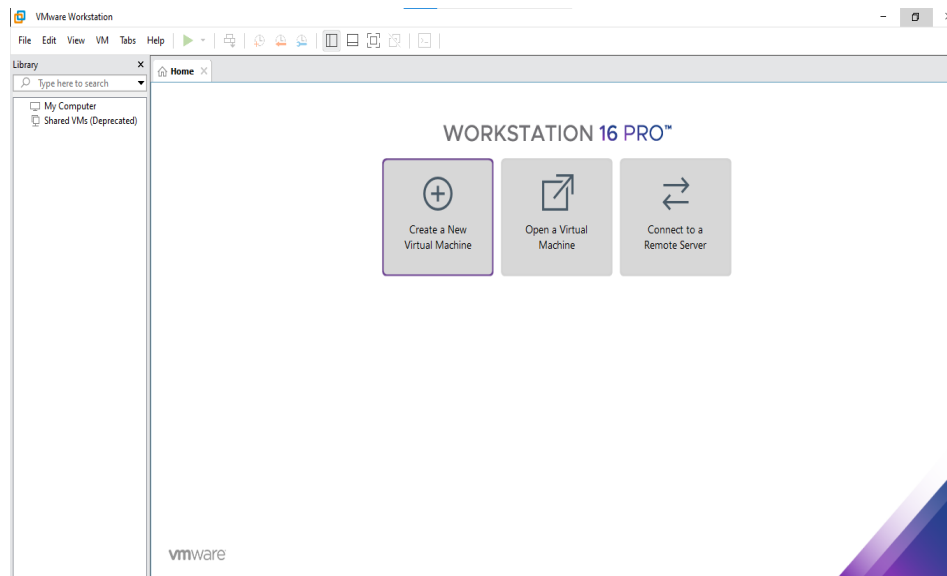 VMware Workstation
File Edit View VM Tabs Help
Library
Home
Type here to search
My Computer
Shared VMs (Deprecated)
WORKSTATION 16 PRO™
Create a New
Virtual Machine
Open a Virtual
Machine
Connect to a
Remote Server
vmware